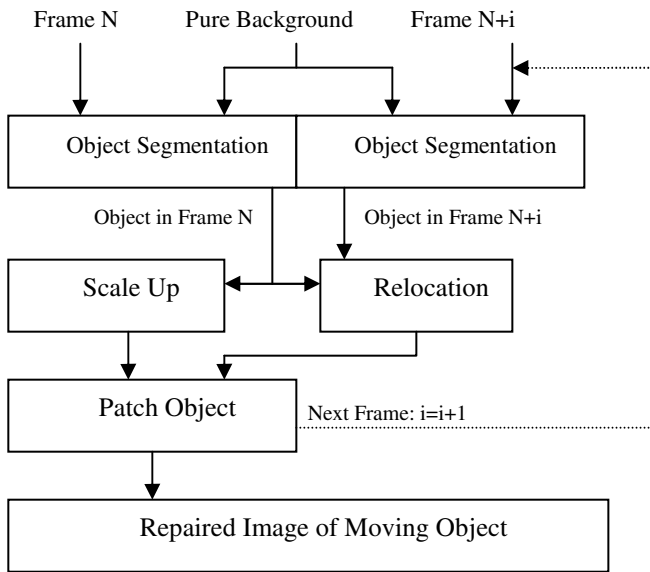 Frame N
Pure Background
Frame N+i
Object Segmentation
Object Segmentation
Object in Frame N
Object in Frame N+i
Scale Up
Relocation
Patch Object
Next Frame: i=i+1
Repaired Image of Moving Object